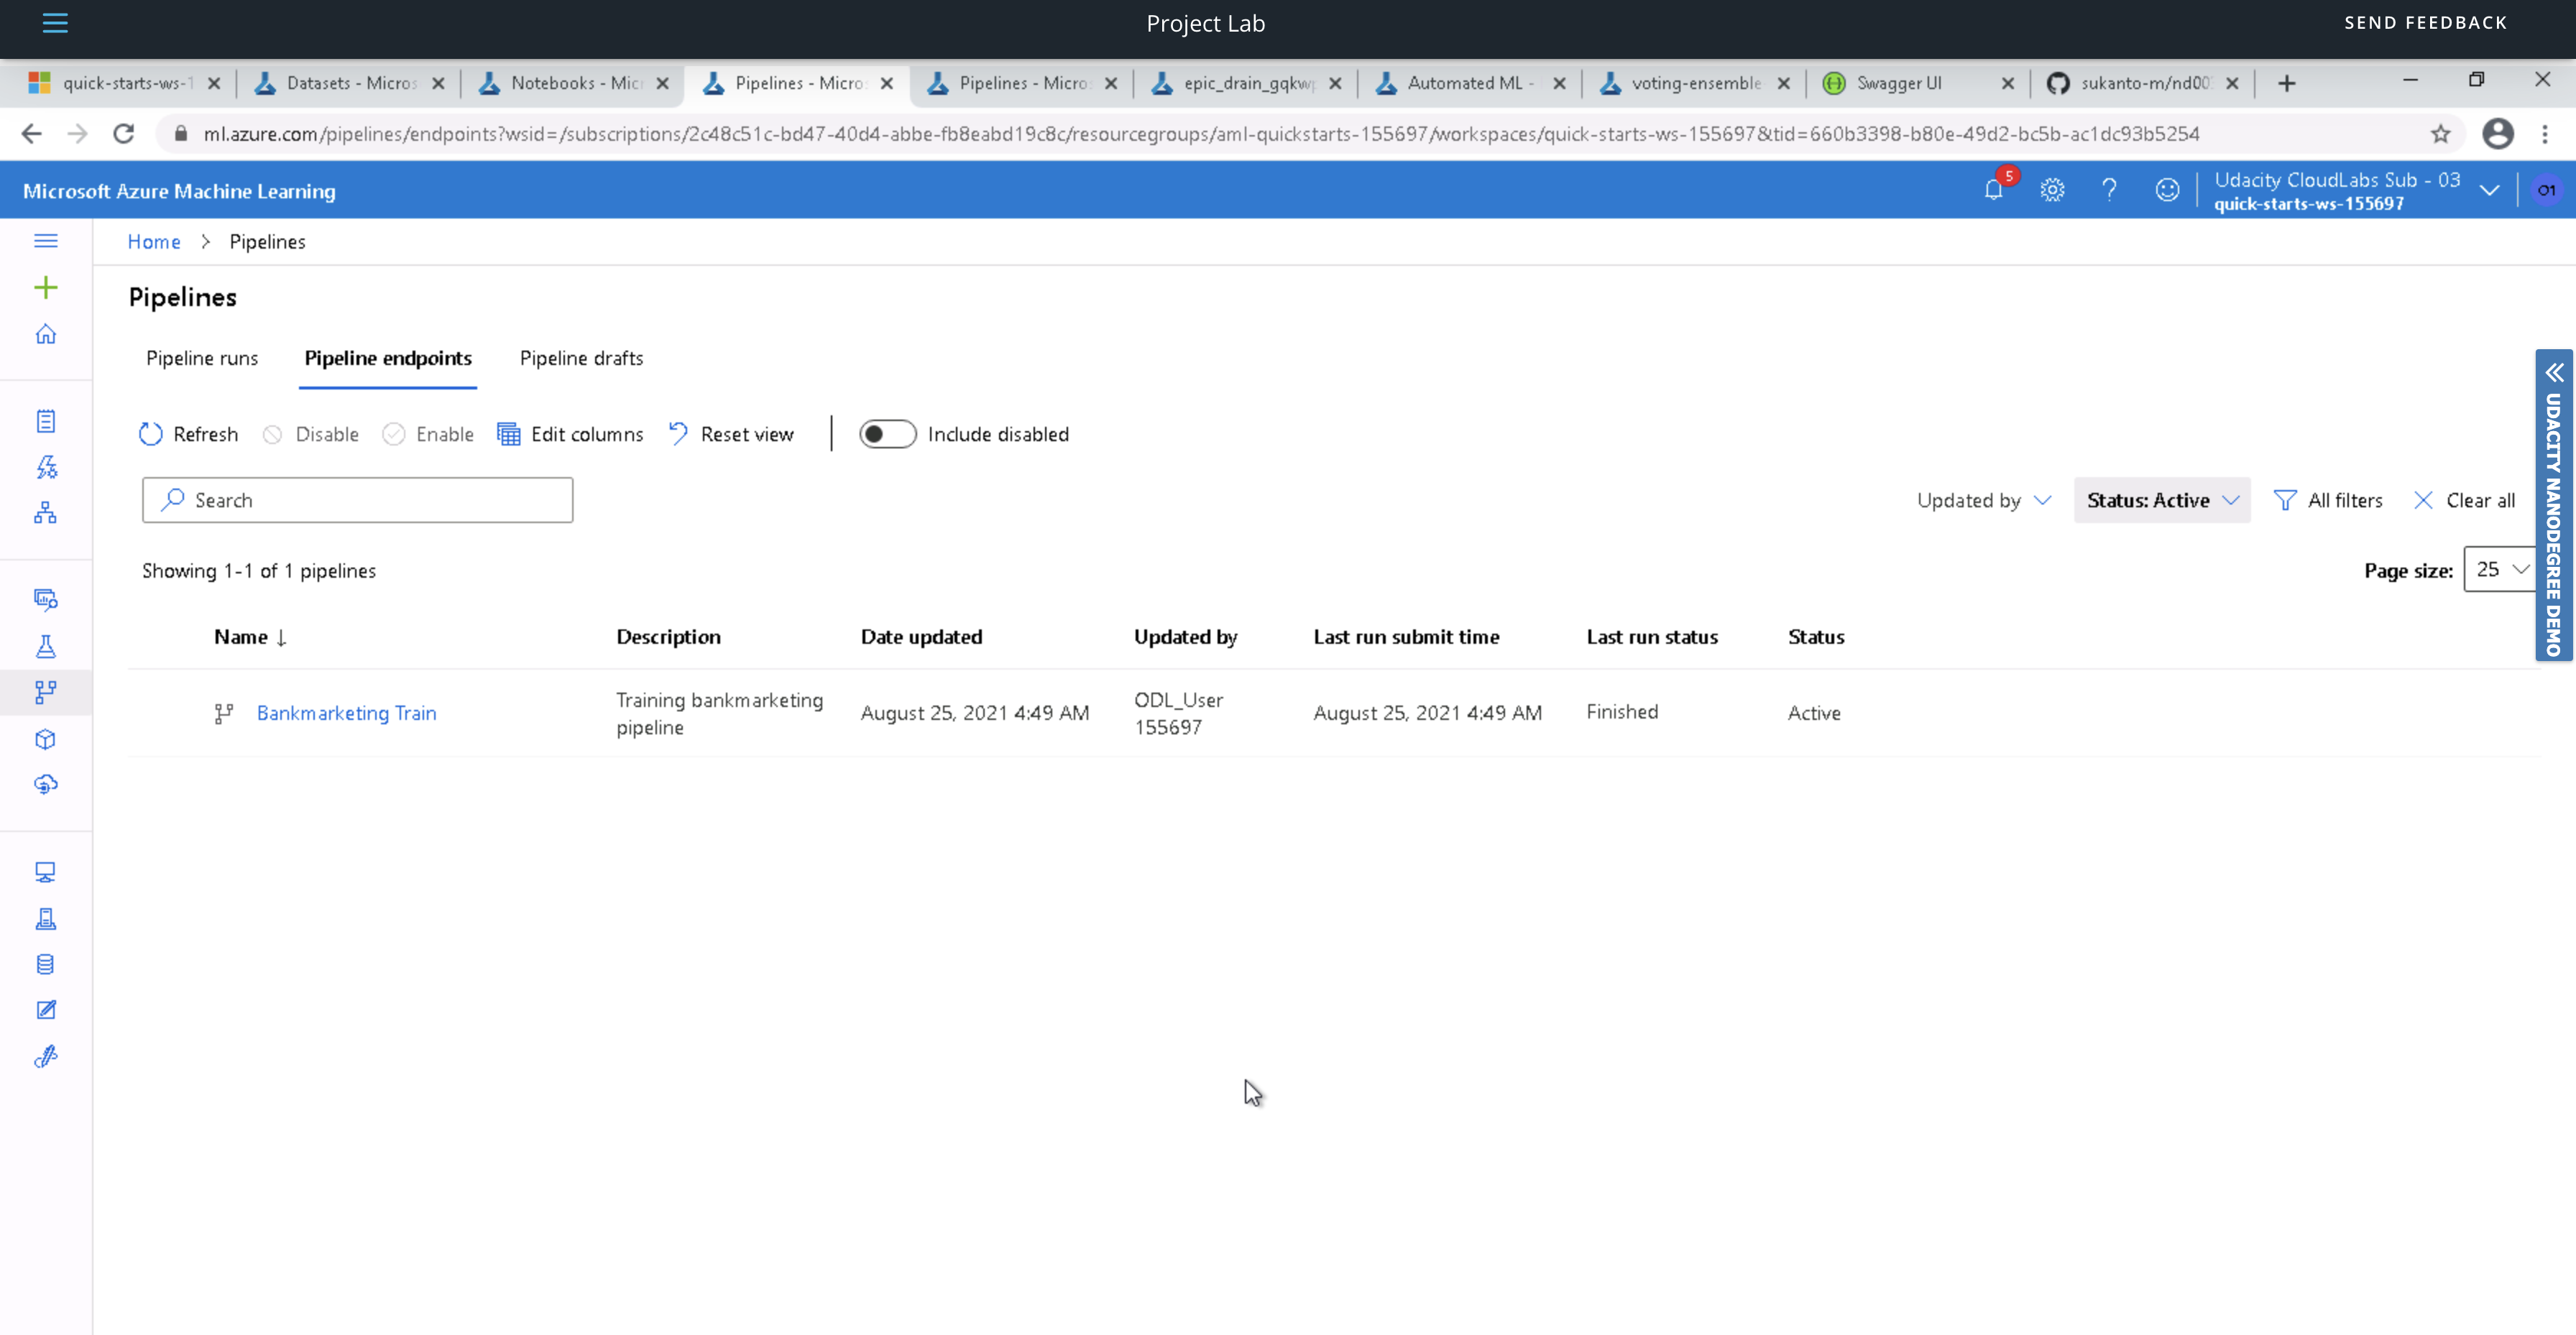 Project Lab
SEND FEEDBACK
quick-starts-ws-1
Datasets - Micros
Notebooks - Micr
Pipelines - Micro
Pipelines - Micro
epic_drain_gqkwp
Automated ML -
voting-ensemble
Swagger UI
sukanto-m/nd00
ml.azure.com/pipelines/endpoints?wsid=/subscriptions/2c48c51c-bd47-40d4-abbe-fb8eabd19c8c/resourcegroups/aml-quickstarts-155697/workspaces/quick-starts-ws-155697&tid=660b3398-b80e-49d2-bc5b-ac1dc93b5254
Microsoft Azure Machine Learning
5
Udacity CloudLabs Sub - 03
quick-starts-ws-155697
O1
Home > Pipelines
Pipelines
Pipeline runs
Pipeline endpoints
Pipeline drafts
Refresh
Disable
Enable
Edit columns
Reset view
Include disabled
Search
Updated by
Status: Active
All filters
Clear all
Showing 1-1 of 1 pipelines
Page size:
25
UDACITY NANODEGREE DEMO
Name ↓
Description
Date updated
Updated by
Last run submit time
Last run status
Status
Bankmarketing Train
Training bankmarketing
pipeline
August 25, 2021 4:49 AM
ODL_User
155697
August 25, 2021 4:49 AM
Finished
Active